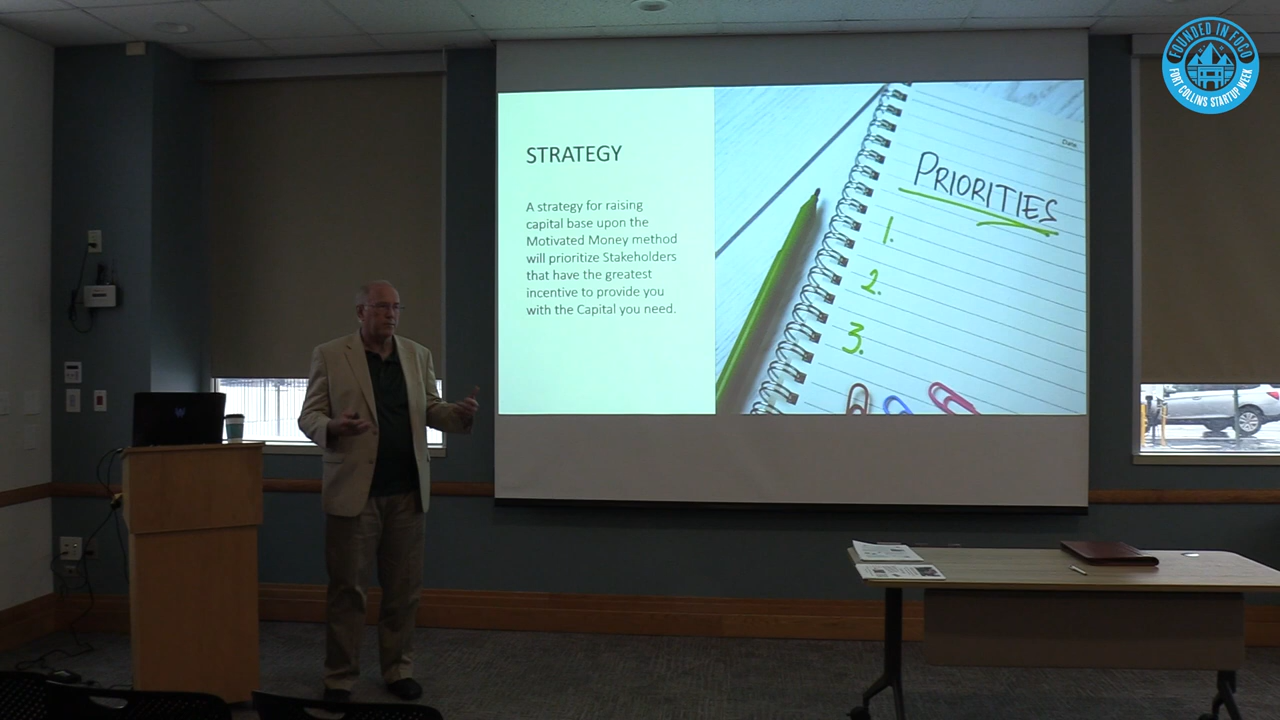 FOUNDED IN FOCO
FORT COLLINS STARTUP WEEK
STRATEGY
A strategy for raising
capital base upon the
Motivated Money method
will prioritize Stakeholders
that have the greatest
incentive to provide you
with the Capital you need.
Date
PRIORITIES
1.
2.
3.
W